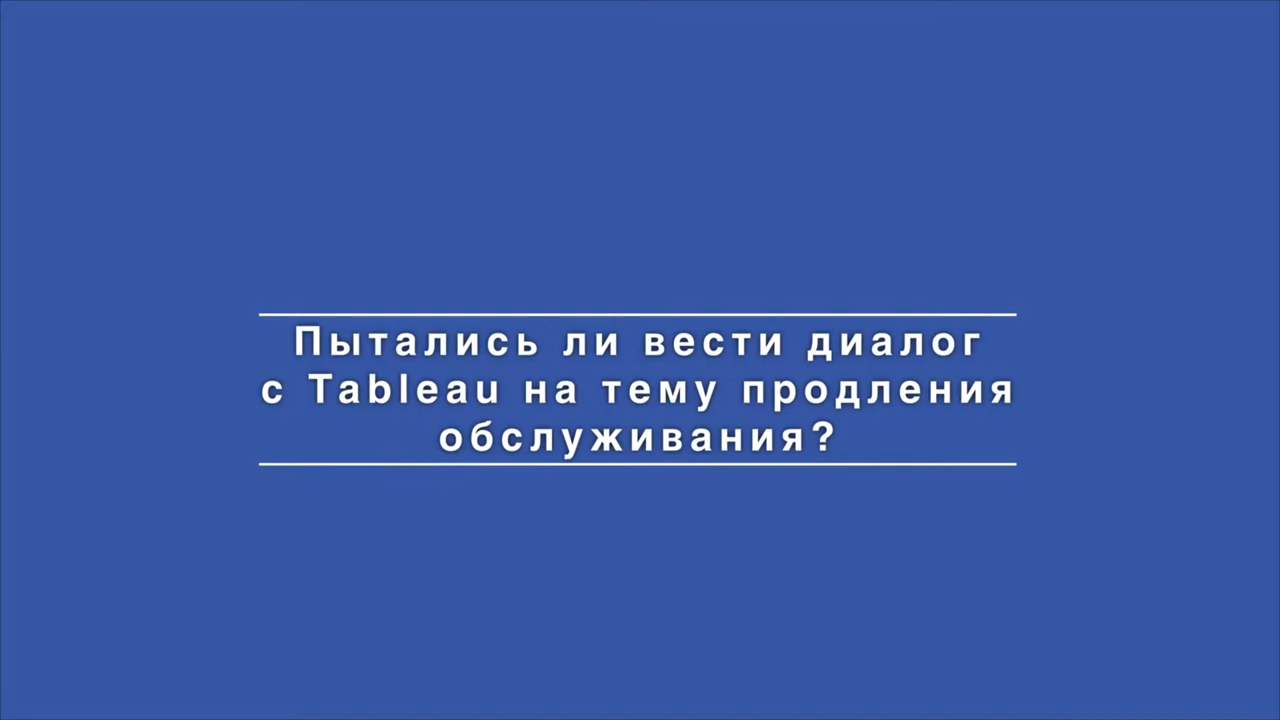 Пытались ли вести диалог
с Tableau на тему продления
обслуживания?